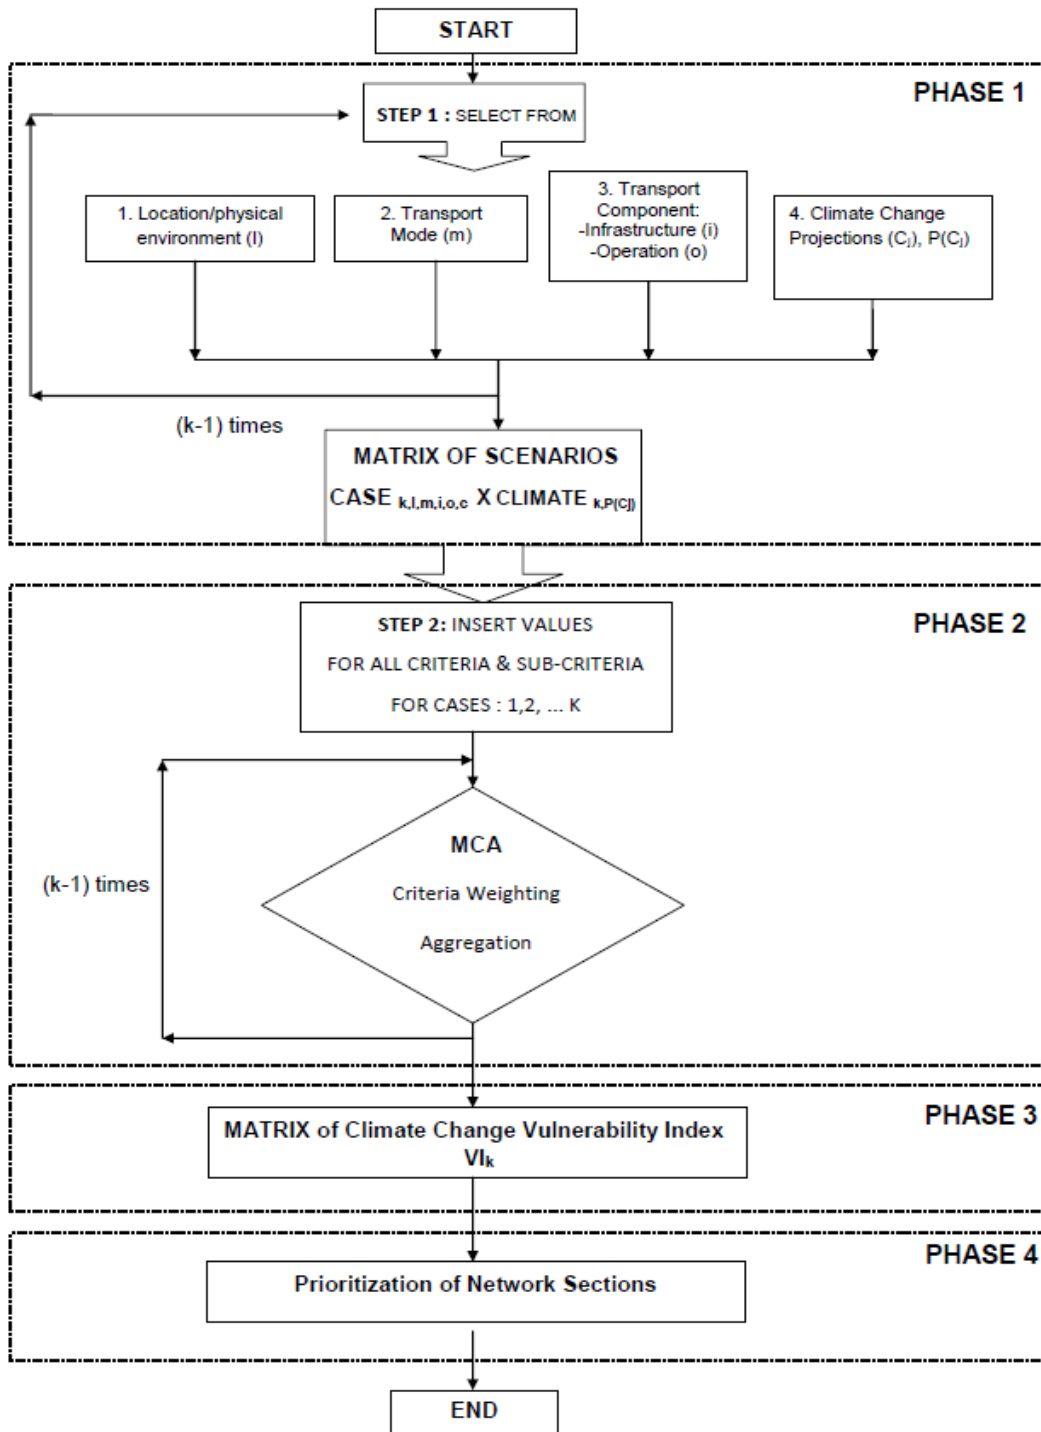 START
PHASE 1
STEP 1 : SELECT FROM
1. Location/physical
environment (l)
2. Transport
Mode (m)
3. Transport
Component:
-Infrastructure (i)
-Operation (o)
4. Climate Change
Projections (Cj), P(Cj)
(k-1) times
MATRIX OF SCENARIOS
CASE k,l,m,i,o,c X CLIMATE k,P(Cj)
PHASE 2
STEP 2: INSERT VALUES
FOR ALL CRITERIA & SUB-CRITERIA
FOR CASES : 1,2, ... K
MCA
Criteria Weighting
Aggregation
(k-1) times
PHASE 3
MATRIX of Climate Change Vulnerability Index
VIk
PHASE 4
Prioritization of Network Sections
END